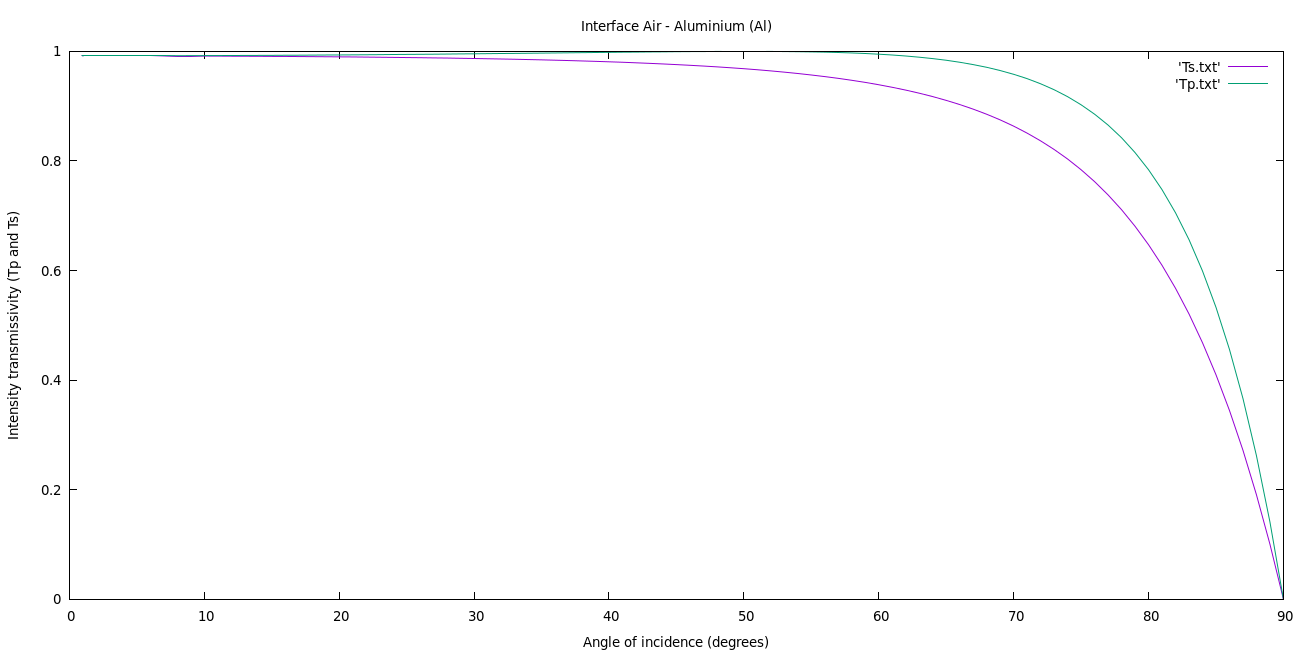 Interface Air - Aluminium (Al)
'Ts.txt'
'Tp.txt'
Intensity transmissivity (Tp and Ts)
1
0.8
0.6
0.4
0.2
0
0 10 20 30 40 50 60 70 80 90
Angle of incidence (degrees)